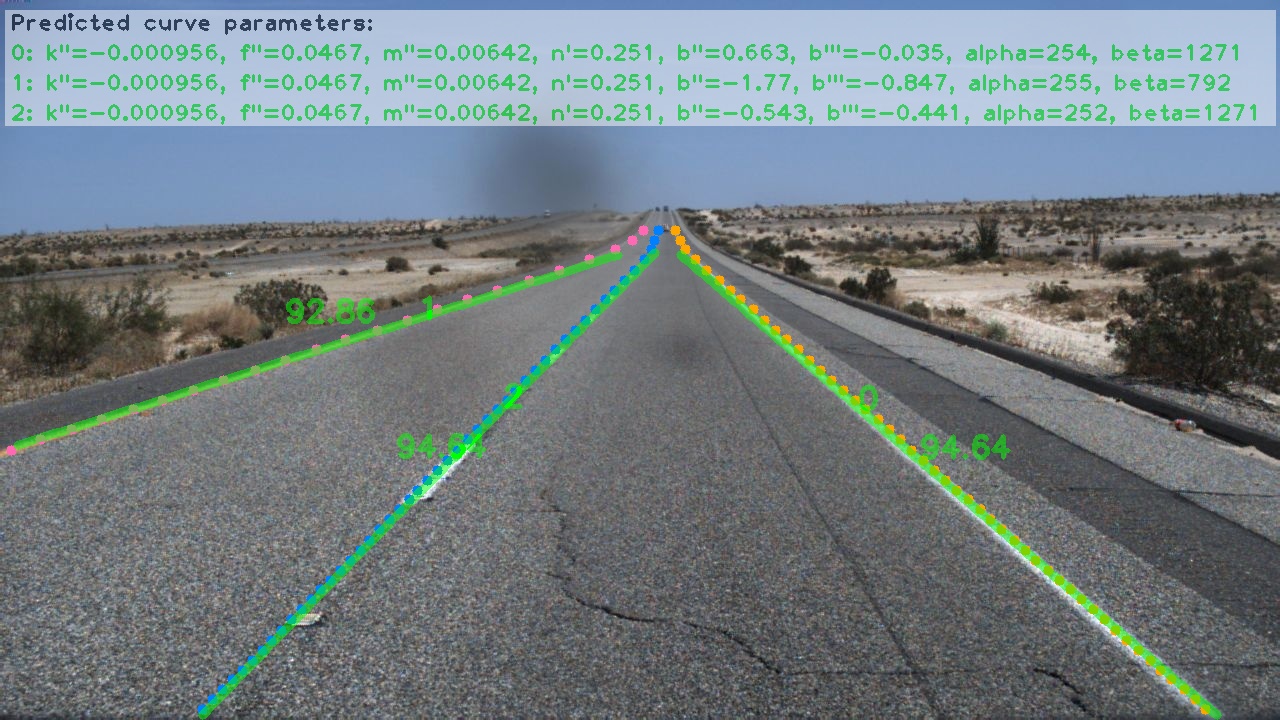 Predicted curve parameters:
0: k''=-0.000956, f''=0.0467, m''=0.00642, n'=0.251, b''=0.663, b'''=-0.035, alpha=254, beta=1271
1: k''=-0.000956, f''=0.0467, m''=0.00642, n'=0.251, b''=-1.77, b'''=-0.847, alpha=255, beta=792
2: k''=-0.000956, f''=0.0467, m''=0.00642, n'=0.251, b''=-0.543, b'''=-0.441, alpha=252, beta=1271
92.86 1
2 0
94.64 94.64